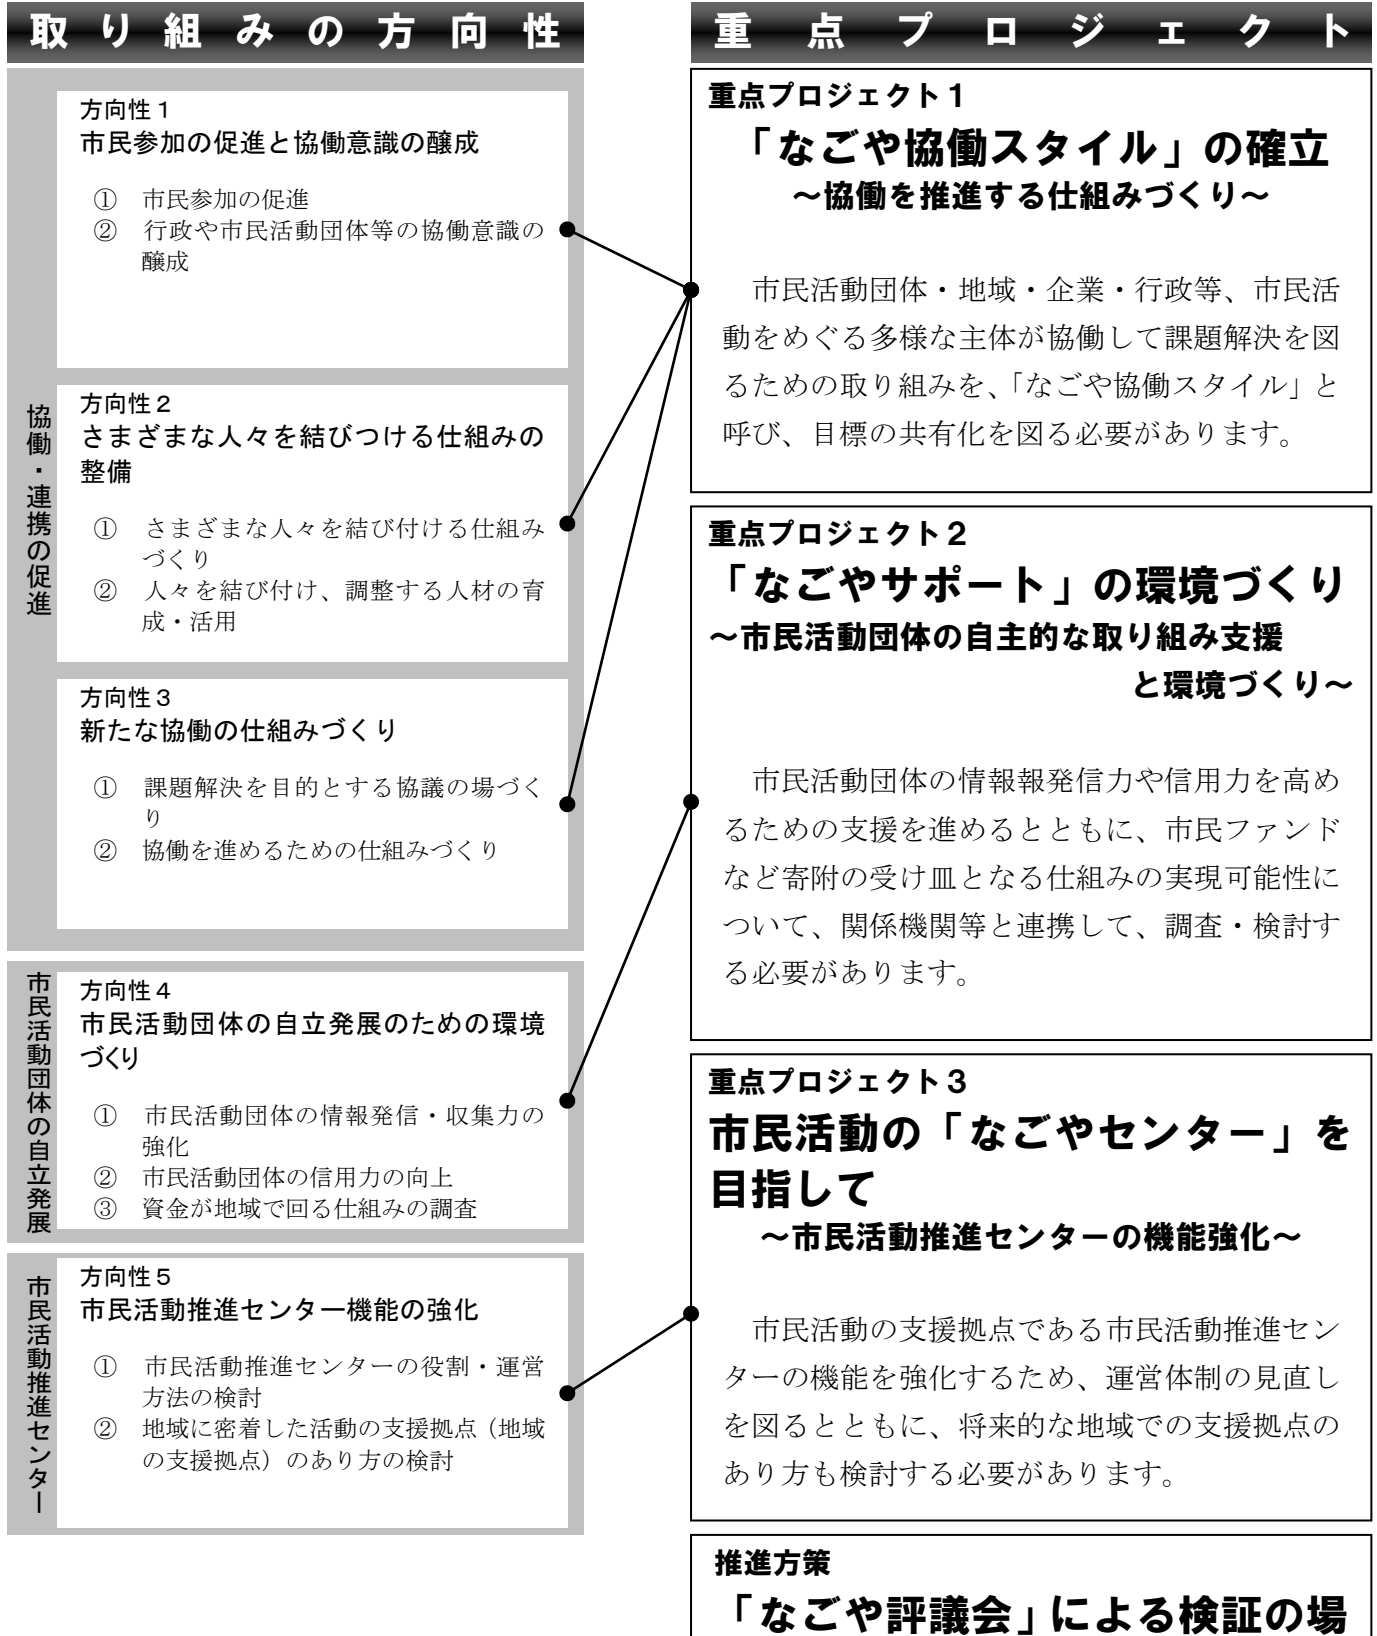 取り組みの方向性
協働・連携の促進
方向性1
市民参加の促進と協働意識の醸成
① 市民参加の促進
② 行政や市民活動団体等の協働意識の
醸成
方向性2
さまざまな人々を結びつける仕組みの
整備
① さまざまな人々を結び付ける仕組み
づくり
② 人々を結び付け、調整する人材の育
成・活用
方向性3
新たな協働の仕組みづくり
① 課題解決を目的とする協議の場づく
り
② 協働を進めるための仕組みづくり
市民活動団体の自立発展
方向性4
市民活動団体の自立発展のための環境
づくり
① 市民活動団体の情報発信・収集力の
強化
② 市民活動団体の信用力の向上
③ 資金が地域で回る仕組みの調査
市民活動推進センター
方向性5
市民活動推進センター機能の強化
① 市民活動推進センターの役割・運営
方法の検討
② 地域に密着した活動の支援拠点（地域
の支援拠点）のあり方の検討
重点プロジェクト
重点プロジェクト1
「なごや協働スタイル」の確立
～協働を推進する仕組みづくり～
市民活動団体・地域・企業・行政等、市民活
動をめぐる多様な主体が協働して課題解決を図
るための取り組みを、「なごや協働スタイル」と
呼び、目標の共有化を図る必要があります。
重点プロジェクト2
「なごやサポート」の環境づくり
～市民活動団体の自主的な取り組み支援
と環境づくり～
市民活動団体の情報報発信力や信用力を高め
るための支援を進めるとともに、市民ファンド
など寄附の受け皿となる仕組みの実現可能性に
ついて、関係機関等と連携して、調査・検討す
る必要があります。
重点プロジェクト3
市民活動の「なごやセンター」を
目指して
～市民活動推進センターの機能強化～
市民活動の支援拠点である市民活動推進セン
ターの機能を強化するため、運営体制の見直し
を図るとともに、将来的な地域での支援拠点の
あり方も検討する必要があります。
推進方策
「なごや評議会」による検証の場